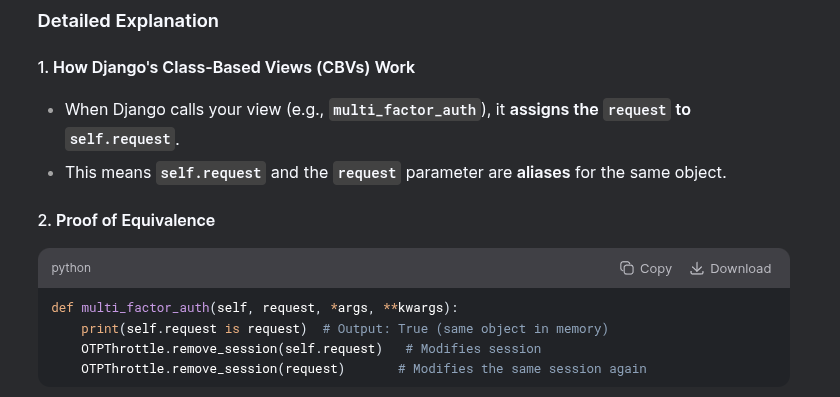 Detailed Explanation
1. How Django's Class-Based Views (CBVs) Work
• When Django calls your view (e.g., multi_factor_auth), it assigns the request to
self.request.
• This means self.request and the request parameter are aliases for the same object.
2. Proof of Equivalence
python Copy Download
def multi_factor_auth(self, request, *args, **kwargs):
    print(self.request is request)  # Output: True (same object in memory)
    OTPThrottle.remove_session(self.request)   # Modifies session
    OTPThrottle.remove_session(request)       # Modifies the same session again